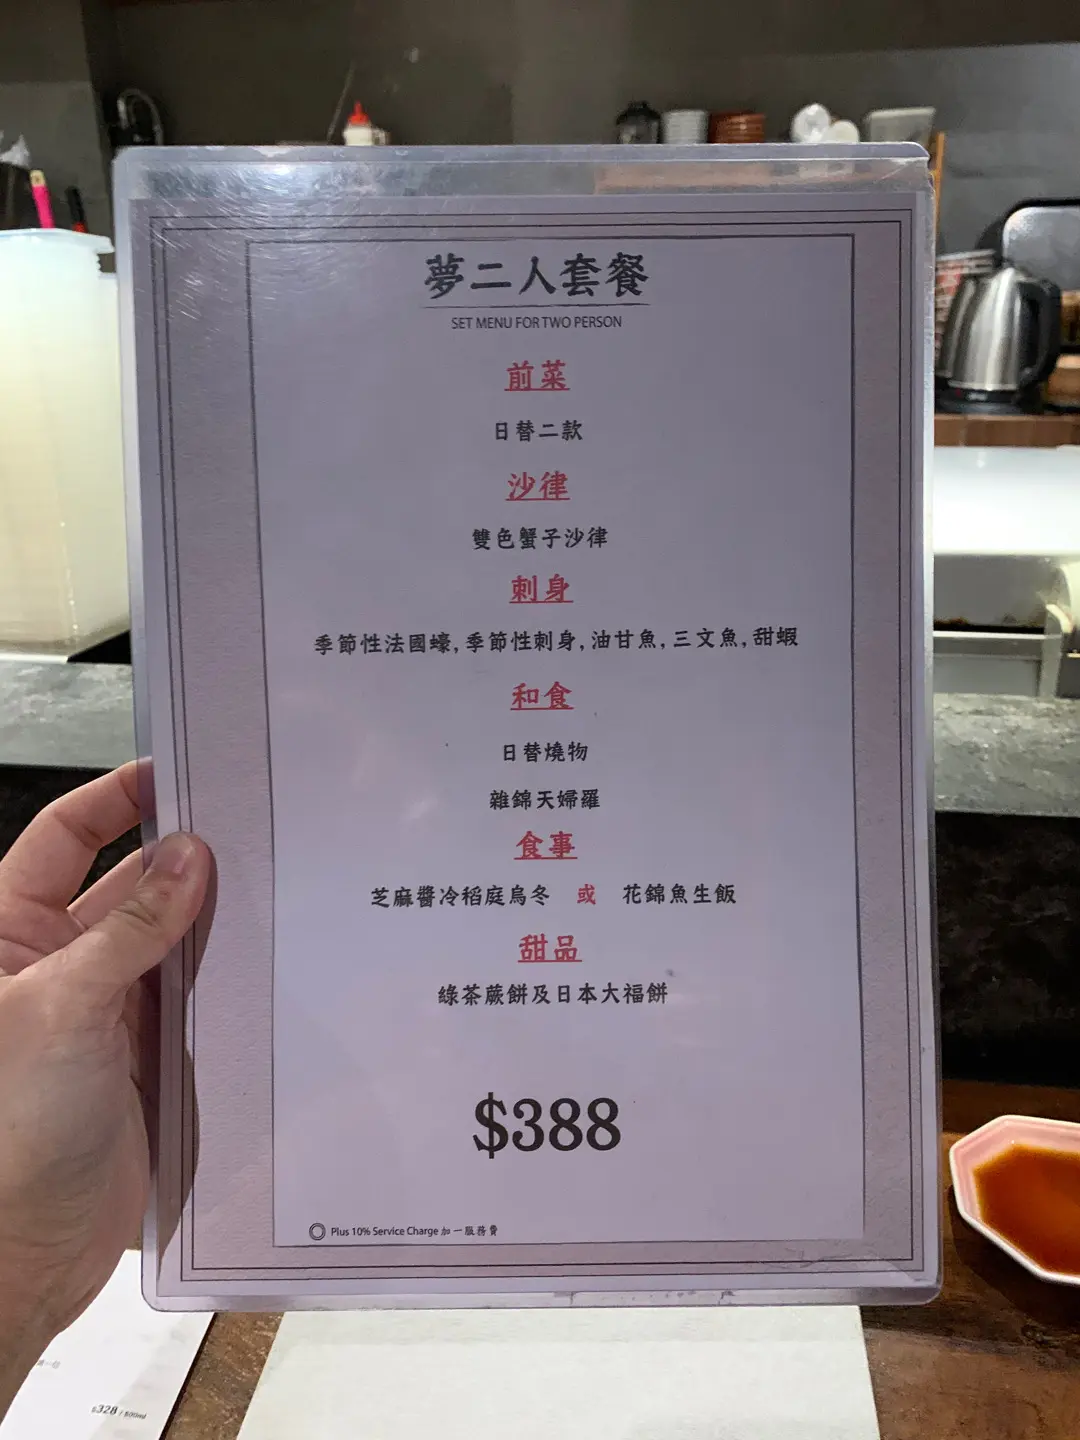 夢二人套餐
SET MENU FOR TWO PERSON
前菜
日替二款
沙律
雙色蟹子沙律
刺身
季節性法國蠔,季節性刺身,油甘魚,三文魚,甜蝦
和食
日替燒物
雜錦天婦羅
食事
芝麻醬冷稻庭烏冬 或 花錦魚生飯
甜品
綠茶蕨餅及日本大福餅
$388
Plus 10% Service Charge 加一服務費
$328 / 500ml